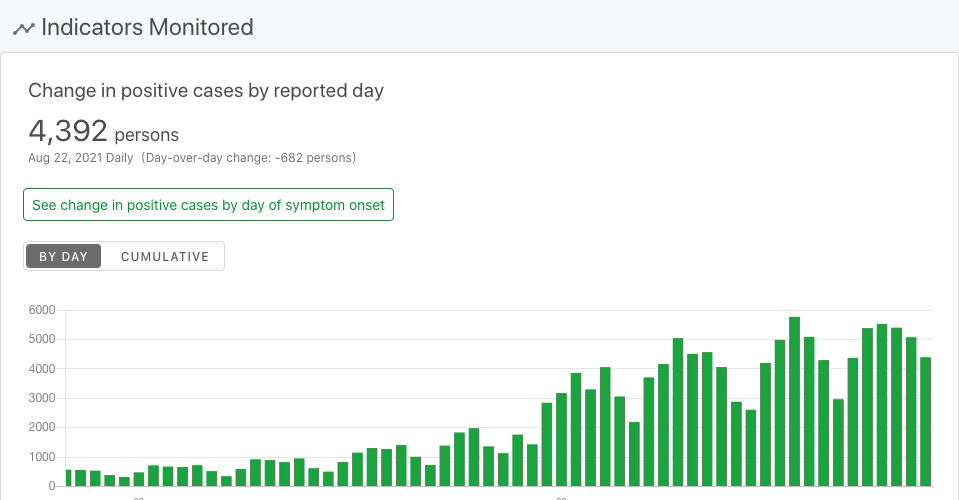 Indicators Monitored
Change in positive cases by reported day
4,392 persons
Aug 22, 2021 Daily (Day-over-day change: -682 persons)
See change in positive cases by day of symptom onset
BY DAY CUMULATIVE
6000
5000
4000
3000
2000
1000
0